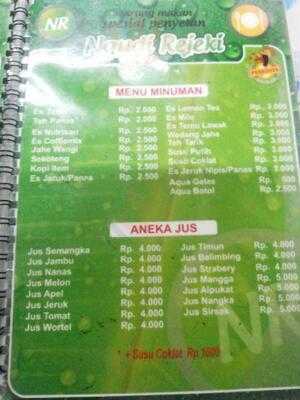 NR
Warung makan
Spesial penyetan
Ngudi Rejeki
MENU MINUMAN
Es Rp. 2.500 Es Lemon Tea Rp. 3.000
Teh Panas Rp. 2.000 Es Milo Rp. 3.000
Es Nutrisari Rp. 2.500 Es Temu Lawak Rp. 3.000
Es Coffemix Rp. 2.500 Wedang Jahe Rp. 3.000
Jahe Wangi Rp. 2.500 Teh Tarik Rp. 3.000
Sekoteng Rp. 2.500 Susu Putih Rp. 3.000
Kopi Item Rp. 2.500 Susu Coklat Rp. 3.000
Es Jeruk/Panas Rp. 2.500 Es Jeruk Nipis/Panas Rp. 3.000
Aqua Gelas Rp. 500
Aqua Botol Rp. 2.500
ANEKA JUS
Jus Semangka Rp. 4.000 Jus Timun Rp. 4.000
Jus Jambu Rp. 4.000 Jus Belimbing Rp. 4.000
Jus Nanas Rp. 4.000 Jus Strabery Rp. 4.000
Jus Melon Rp. 4.000 Jus Mangga Rp. 5.000
Jus Apel Rp. 4.000 Jus Alpukat Rp. 5.000
Jus Jeruk Rp. 4.000 Jus Nangka Rp. 5.000
Jus Tomat Rp. 4.000 Jus Sirsak Rp. 5.000
Jus Wortel Rp. 4.000
* + Susu Coklat Rp 1000
NR